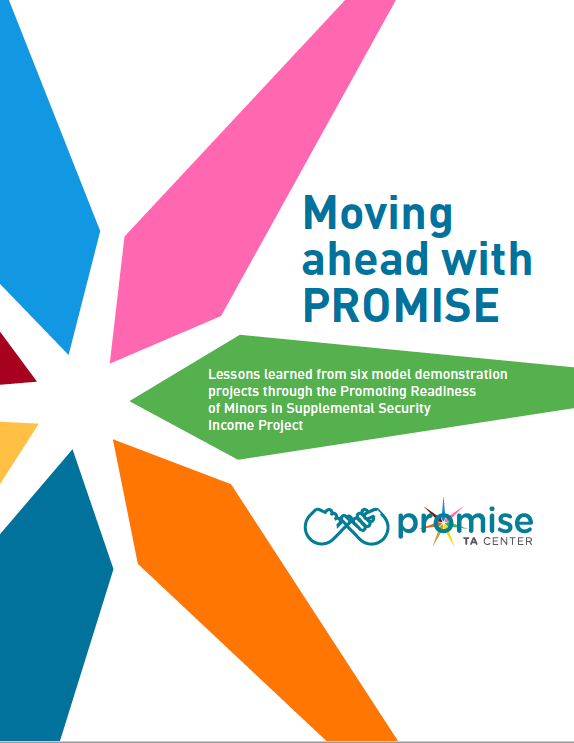 Moving
ahead with
PROMISE
Lessons learned from six model demonstration
projects through the Promoting Readiness
of Minors in Supplemental Security
Income Project
promise
TA CENTER